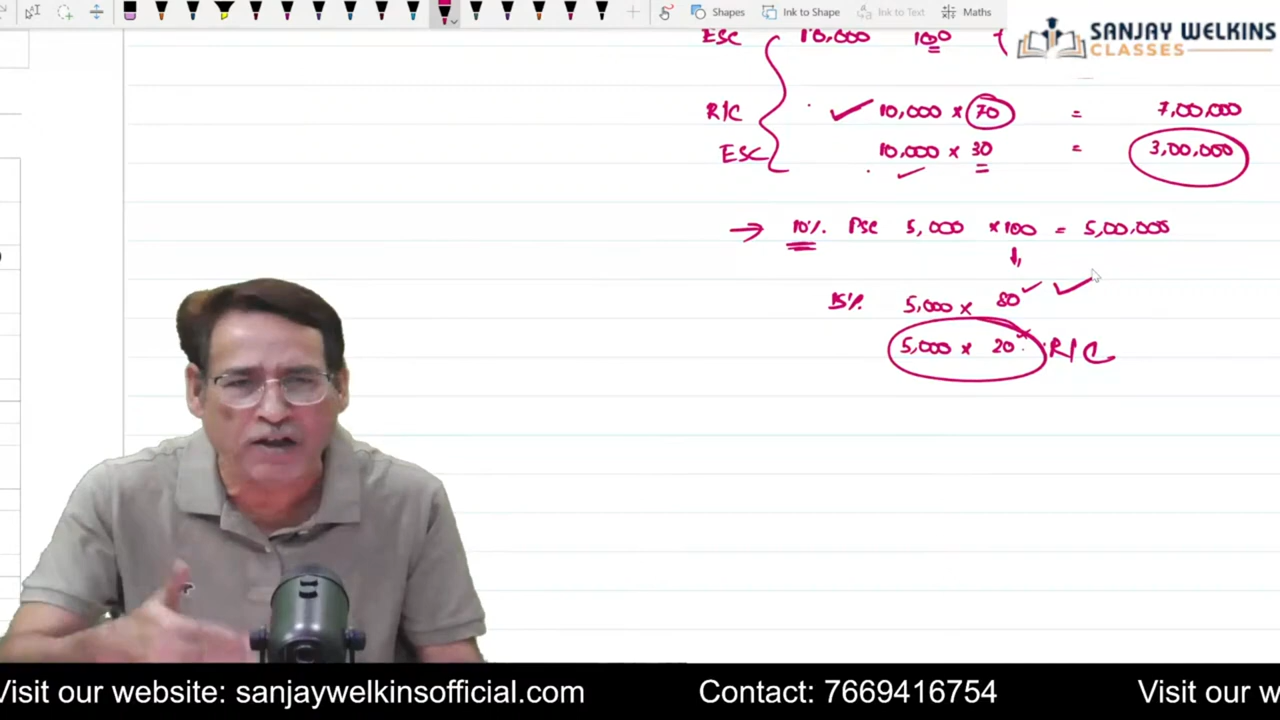 Shapes Ink to Shape Ink to Text Maths
SANJAY WELKINS
CLASSES
ESC 10,000 100
R/C 10,000 × 70 = 7,00,000
ESC 10,000 × 30 = 3,00,000
→ 10% PSC 5,000 ×100 = 5,00,000
15% 5,000 × 80
5,000 × 20 R/C
Visit our website: sanjaywelkinsofficial.com Contact: 7669416754 Visit our w